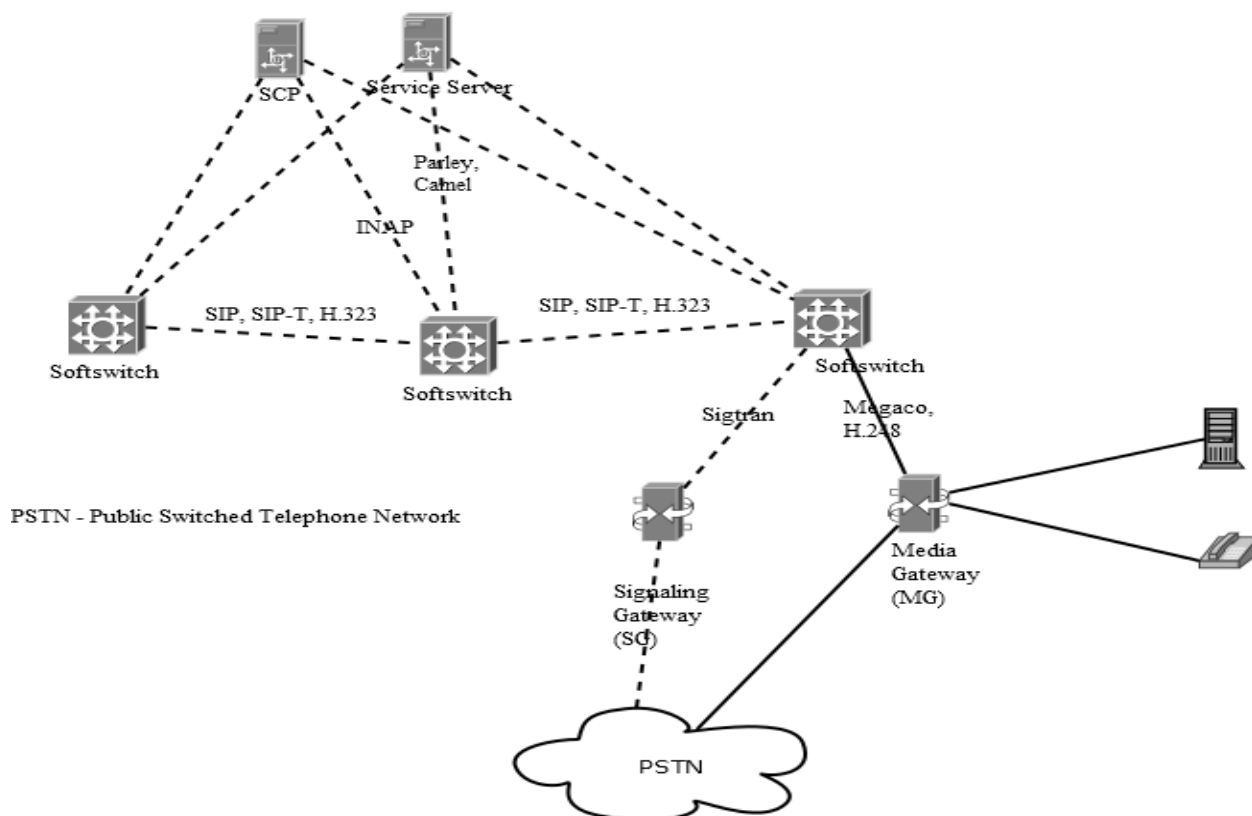 SCP
Service Server
Parley,
Camel
INAP
SIP, SIP-T, H.323
SIP, SIP-T, H.323
Softswitch
Softswitch
Softswitch
Sigtran
Megaco,
H.248
PSTN - Public Switched Telephone Network
Media
Gateway
(MG)
Signaling
Gateway
(SG)
PSTN